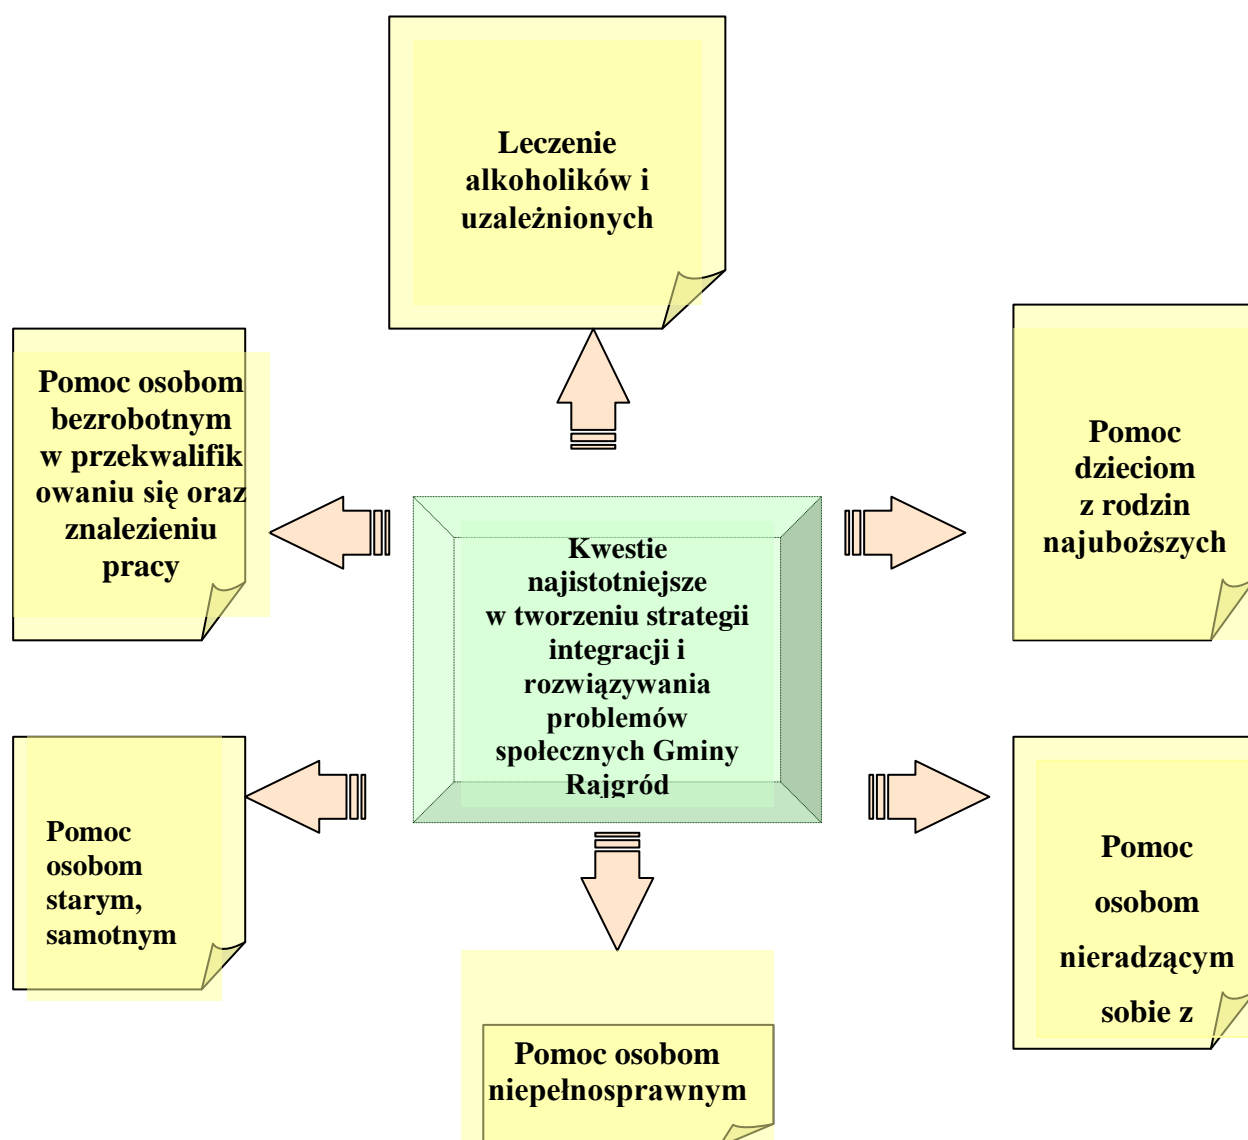 Leczenie
alkoholików i
uzależnionych
Pomoc osobom
bezrobotnym
w przekwalifik
owaniu się oraz
znalezieniu
pracy
Pomoc
dzieciom
z rodzin
najuboższych
Kwestie
najistotniejsze
w tworzeniu strategii
integracji i
rozwiązywania
problemów
społecznych Gminy
Rajgród
Pomoc
osobom
starym,
samotnym
Pomoc
osobom
nieradzącym
sobie z
Pomoc osobom
niepełnosprawnym